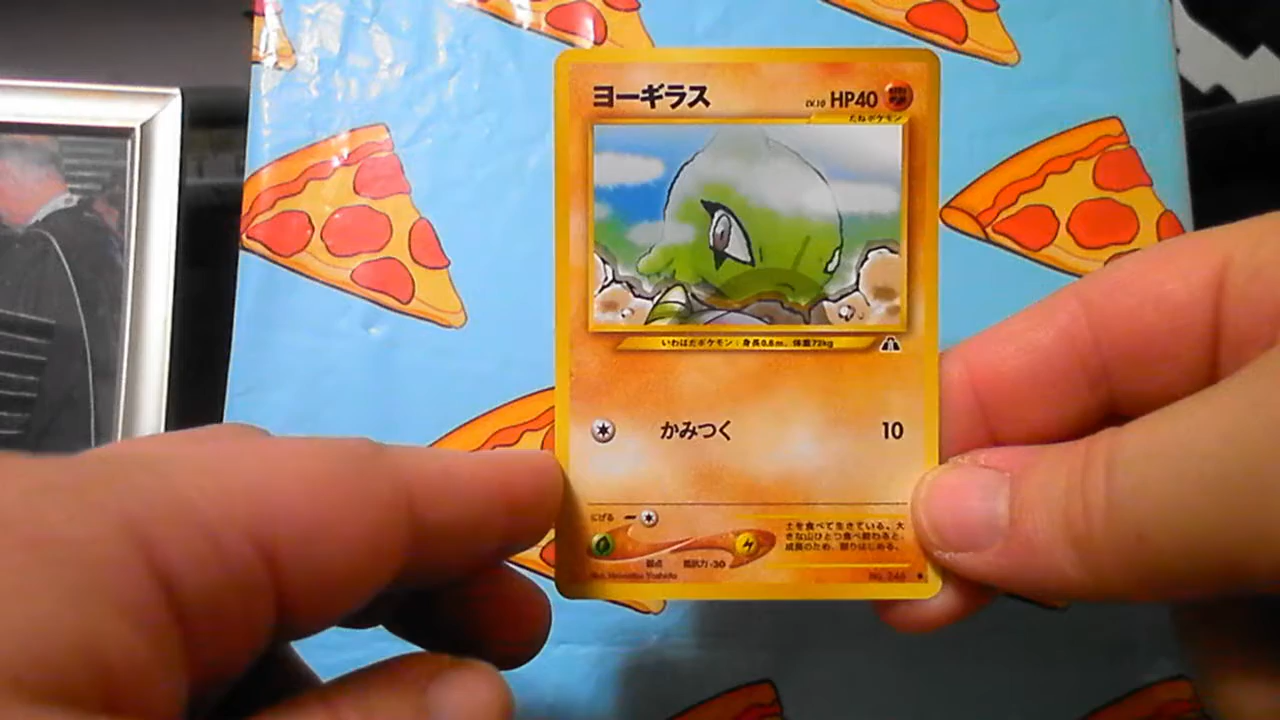 ヨーギラス
LV.10 HP40
たねポケモン
いわはだポケモン:身長0.6m、体重72kg
かみつく 10
にげる
弱点 抵抗力 -30
土を食べて生きている。大
きな山ひとつ食べ終わると、
成長のため、眠りはじめる。
No. 246